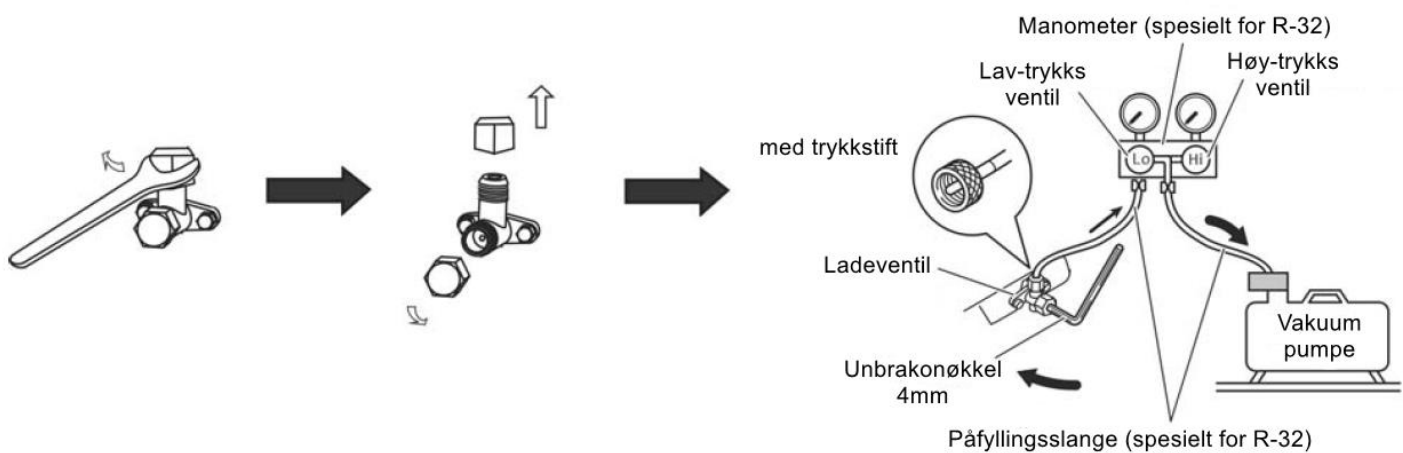 Manometer (spesielt for R-32)
Lav-trykks
ventil
Høy-trykks
ventil
med trykkstift
Lo
Hi
Ladeventil
Vakuum
pumpe
Unbrakonøkkel
4mm
Påfyllingsslange (spesielt for R-32)